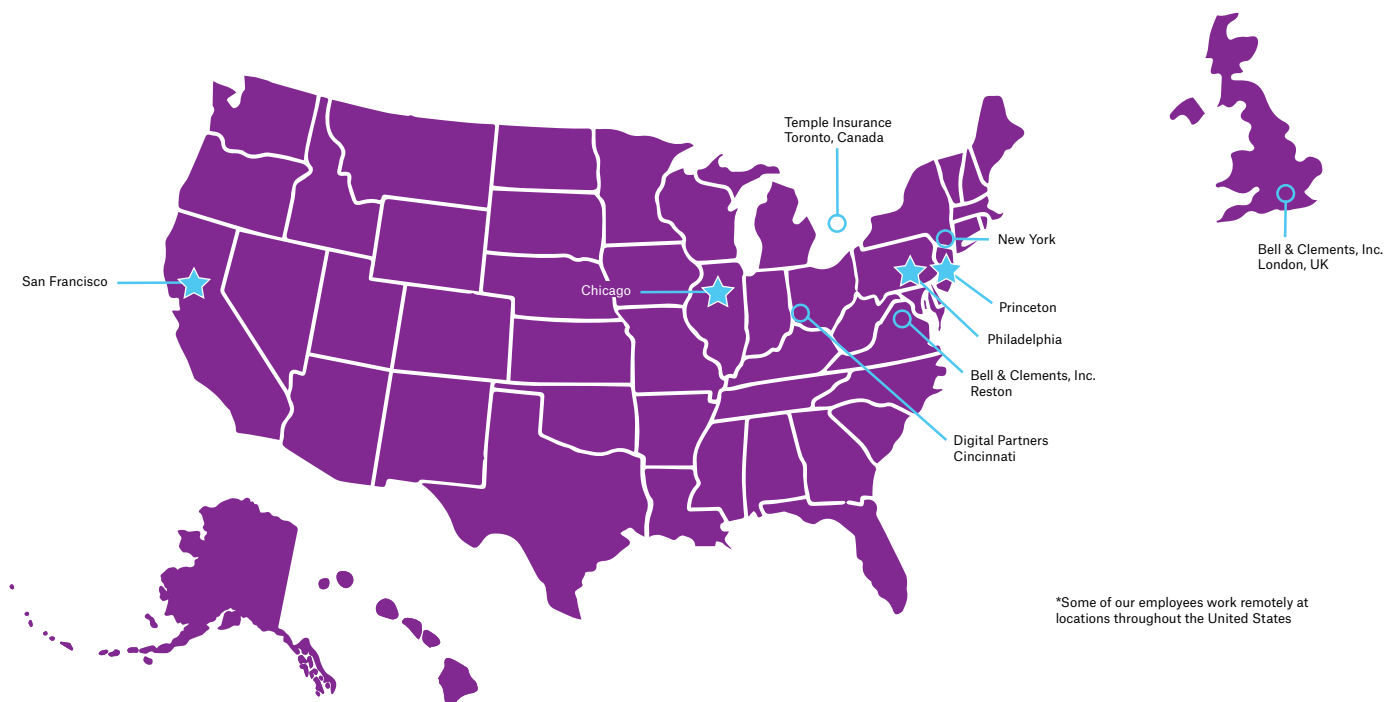 Temple Insurance
Toronto, Canada
New York
Bell & Clements, Inc.
London, UK
San Francisco
Chicago
Princeton
Philadelphia
Bell & Clements, Inc.
Reston
Digital Partners
Cincinnati
*Some of our employees work remotely at
locations throughout the United States